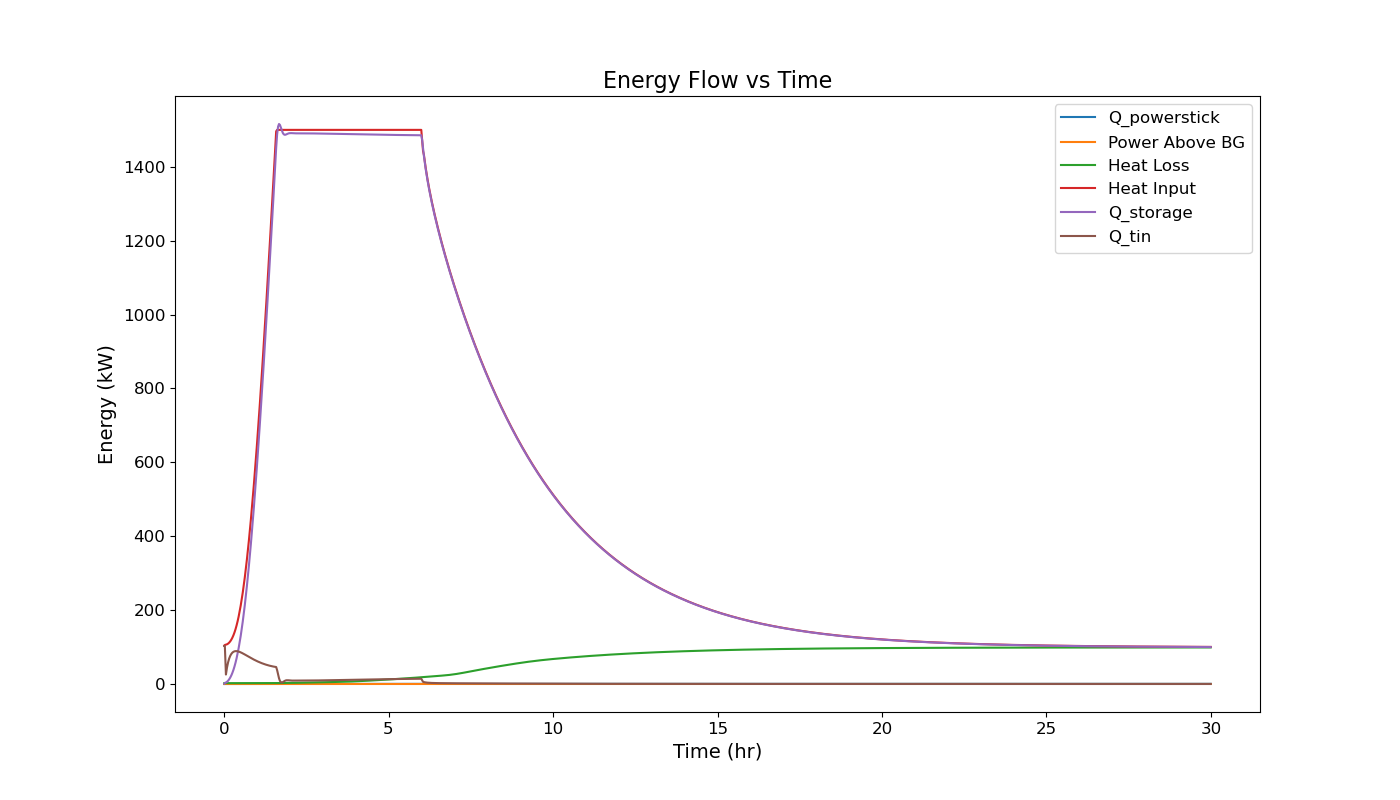 Energy Flow vs Time
Q_powerstick
Power Above BG
Heat Loss
Heat Input
Q_storage
Q_tin
Energy (kW)
1400
1200
1000
800
600
400
200
0
0 5 10 15 20 25 30
Time (hr)